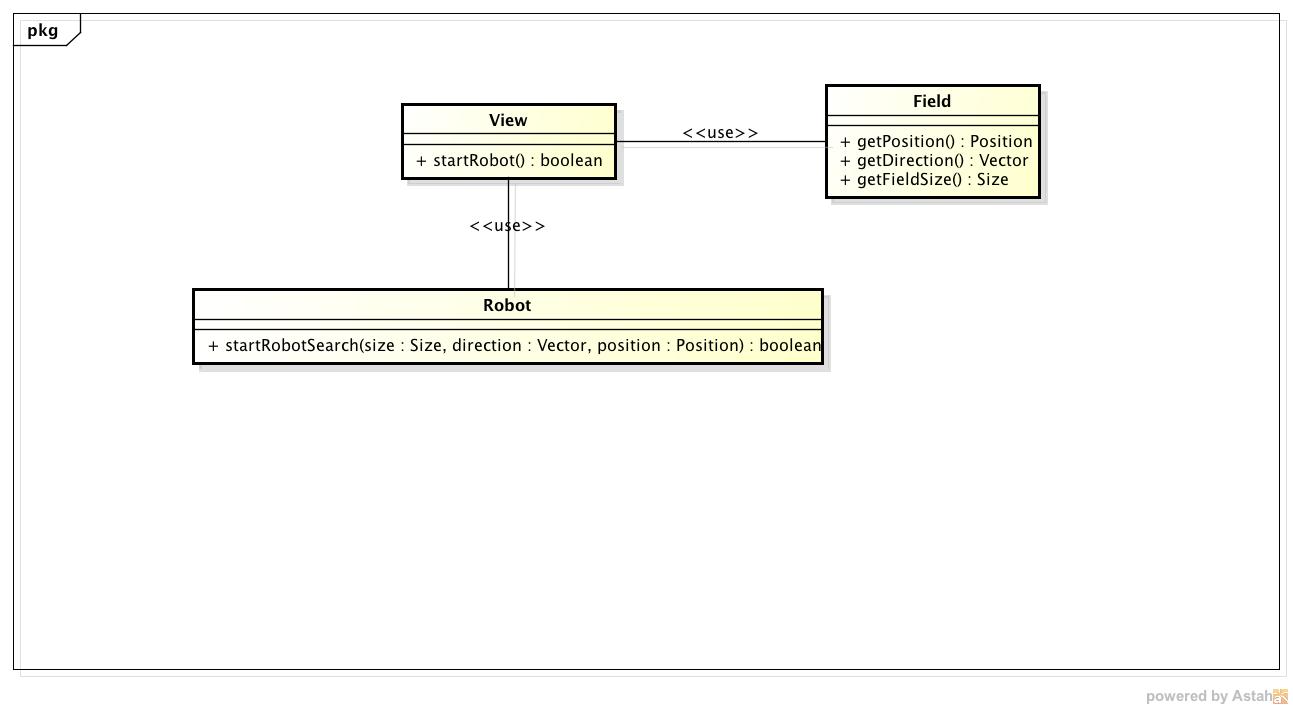 pkg
View
+ startRobot() : boolean
<<use>>
Field
+ getPosition() : Position
+ getDirection() : Vector
+ getFieldSize() : Size
<<use>>
Robot
+ startRobotSearch(size : Size, direction : Vector, position : Position) : boolean
powered by Astah